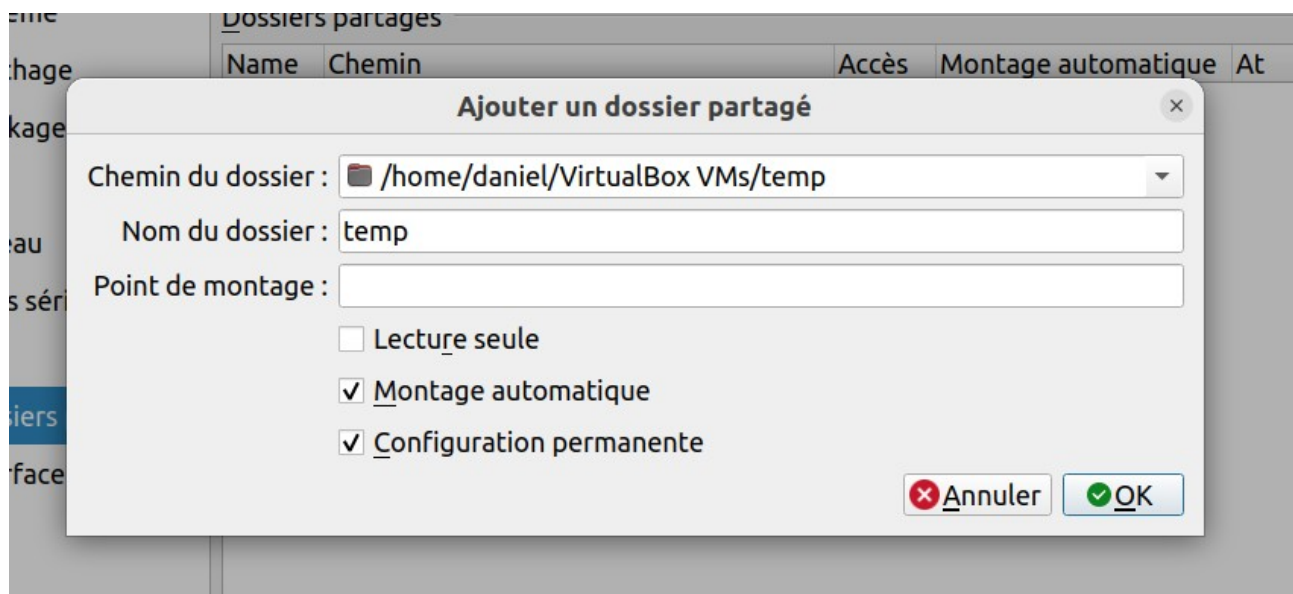 Dossiers partagés
Name Chemin Accès Montage automatique At
Ajouter un dossier partagé
Chemin du dossier : /home/daniel/VirtualBox VMs/temp
Nom du dossier : temp
Point de montage :
Lecture seule
Montage automatique
Configuration permanente
Annuler OK